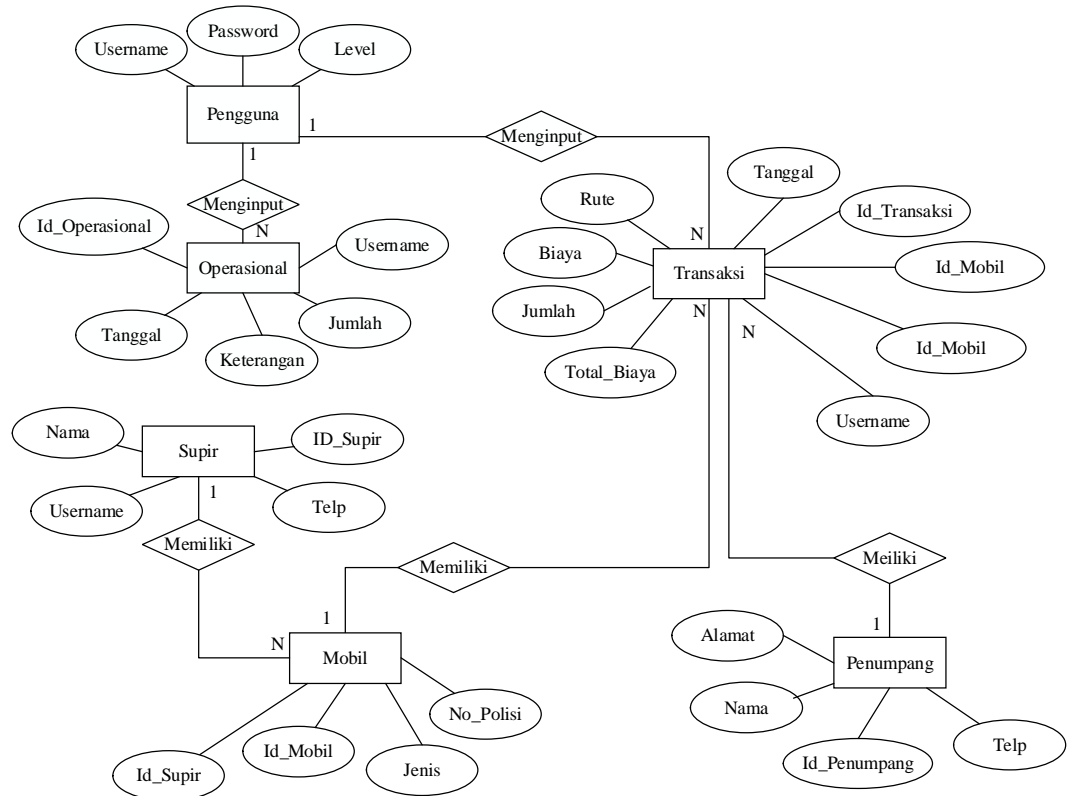 Password
Username
Level
Pengguna
1
Menginput
1
Menginput
N
Id_Operasional
Username
Operasional
Tanggal
Jumlah
Keterangan
Tanggal
Rute
Id_Transaksi
N
Biaya
Transaksi
Id_Mobil
Jumlah
N
N
Id_Mobil
Total_Biaya
Username
Nama
Supir
ID_Supir
Username
1
Telp
Memiliki
Memiliki
Meiliki
1
N
Mobil
No_Polisi
Id_Supir
Id_Mobil
Jenis
1
Alamat
Penumpang
Nama
Id_Penumpang
Telp